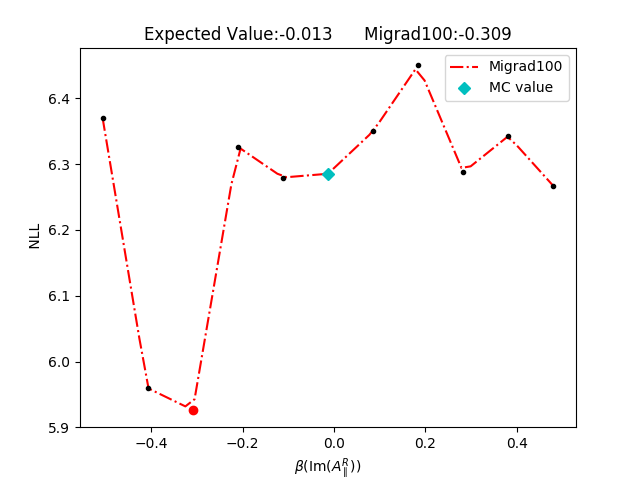 Expected Value:-0.013 Migrad100:-0.309
Migrad100
MC value
NLL
6.4
6.3
6.2
6.1
6.0
5.9
−0.4 −0.2 0.0 0.2 0.4
β(Im(A∥^R))